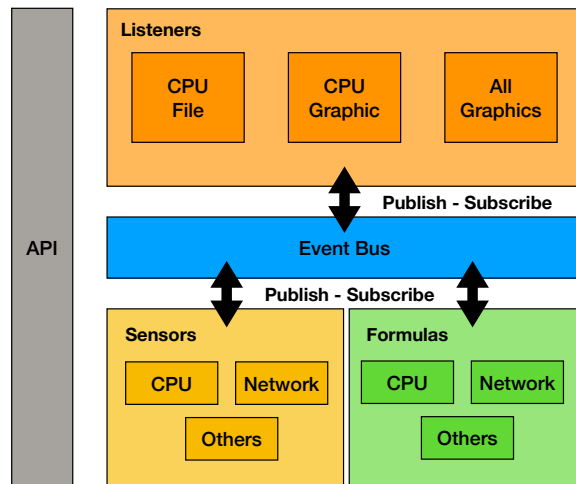 Listeners
CPU
File
CPU
Graphic
All
Graphics
Publish - Subscribe
API
Event Bus
Publish - Subscribe
Sensors
CPU
Network
Others
Formulas
CPU
Network
Others